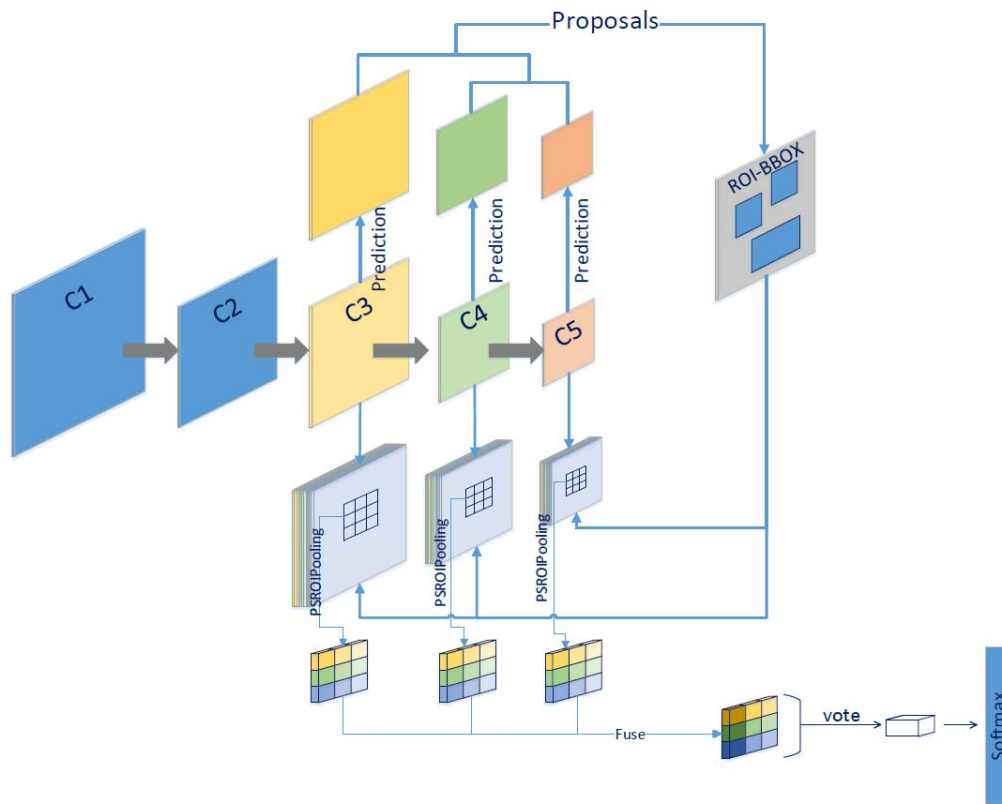 Proposals
ROI-BBOX
Prediction
Prediction
Prediction
C1
C2
C3
C4
C5
PSROIPooling
PSROIPooling
PSROIPooling
Fuse
vote
Softmax